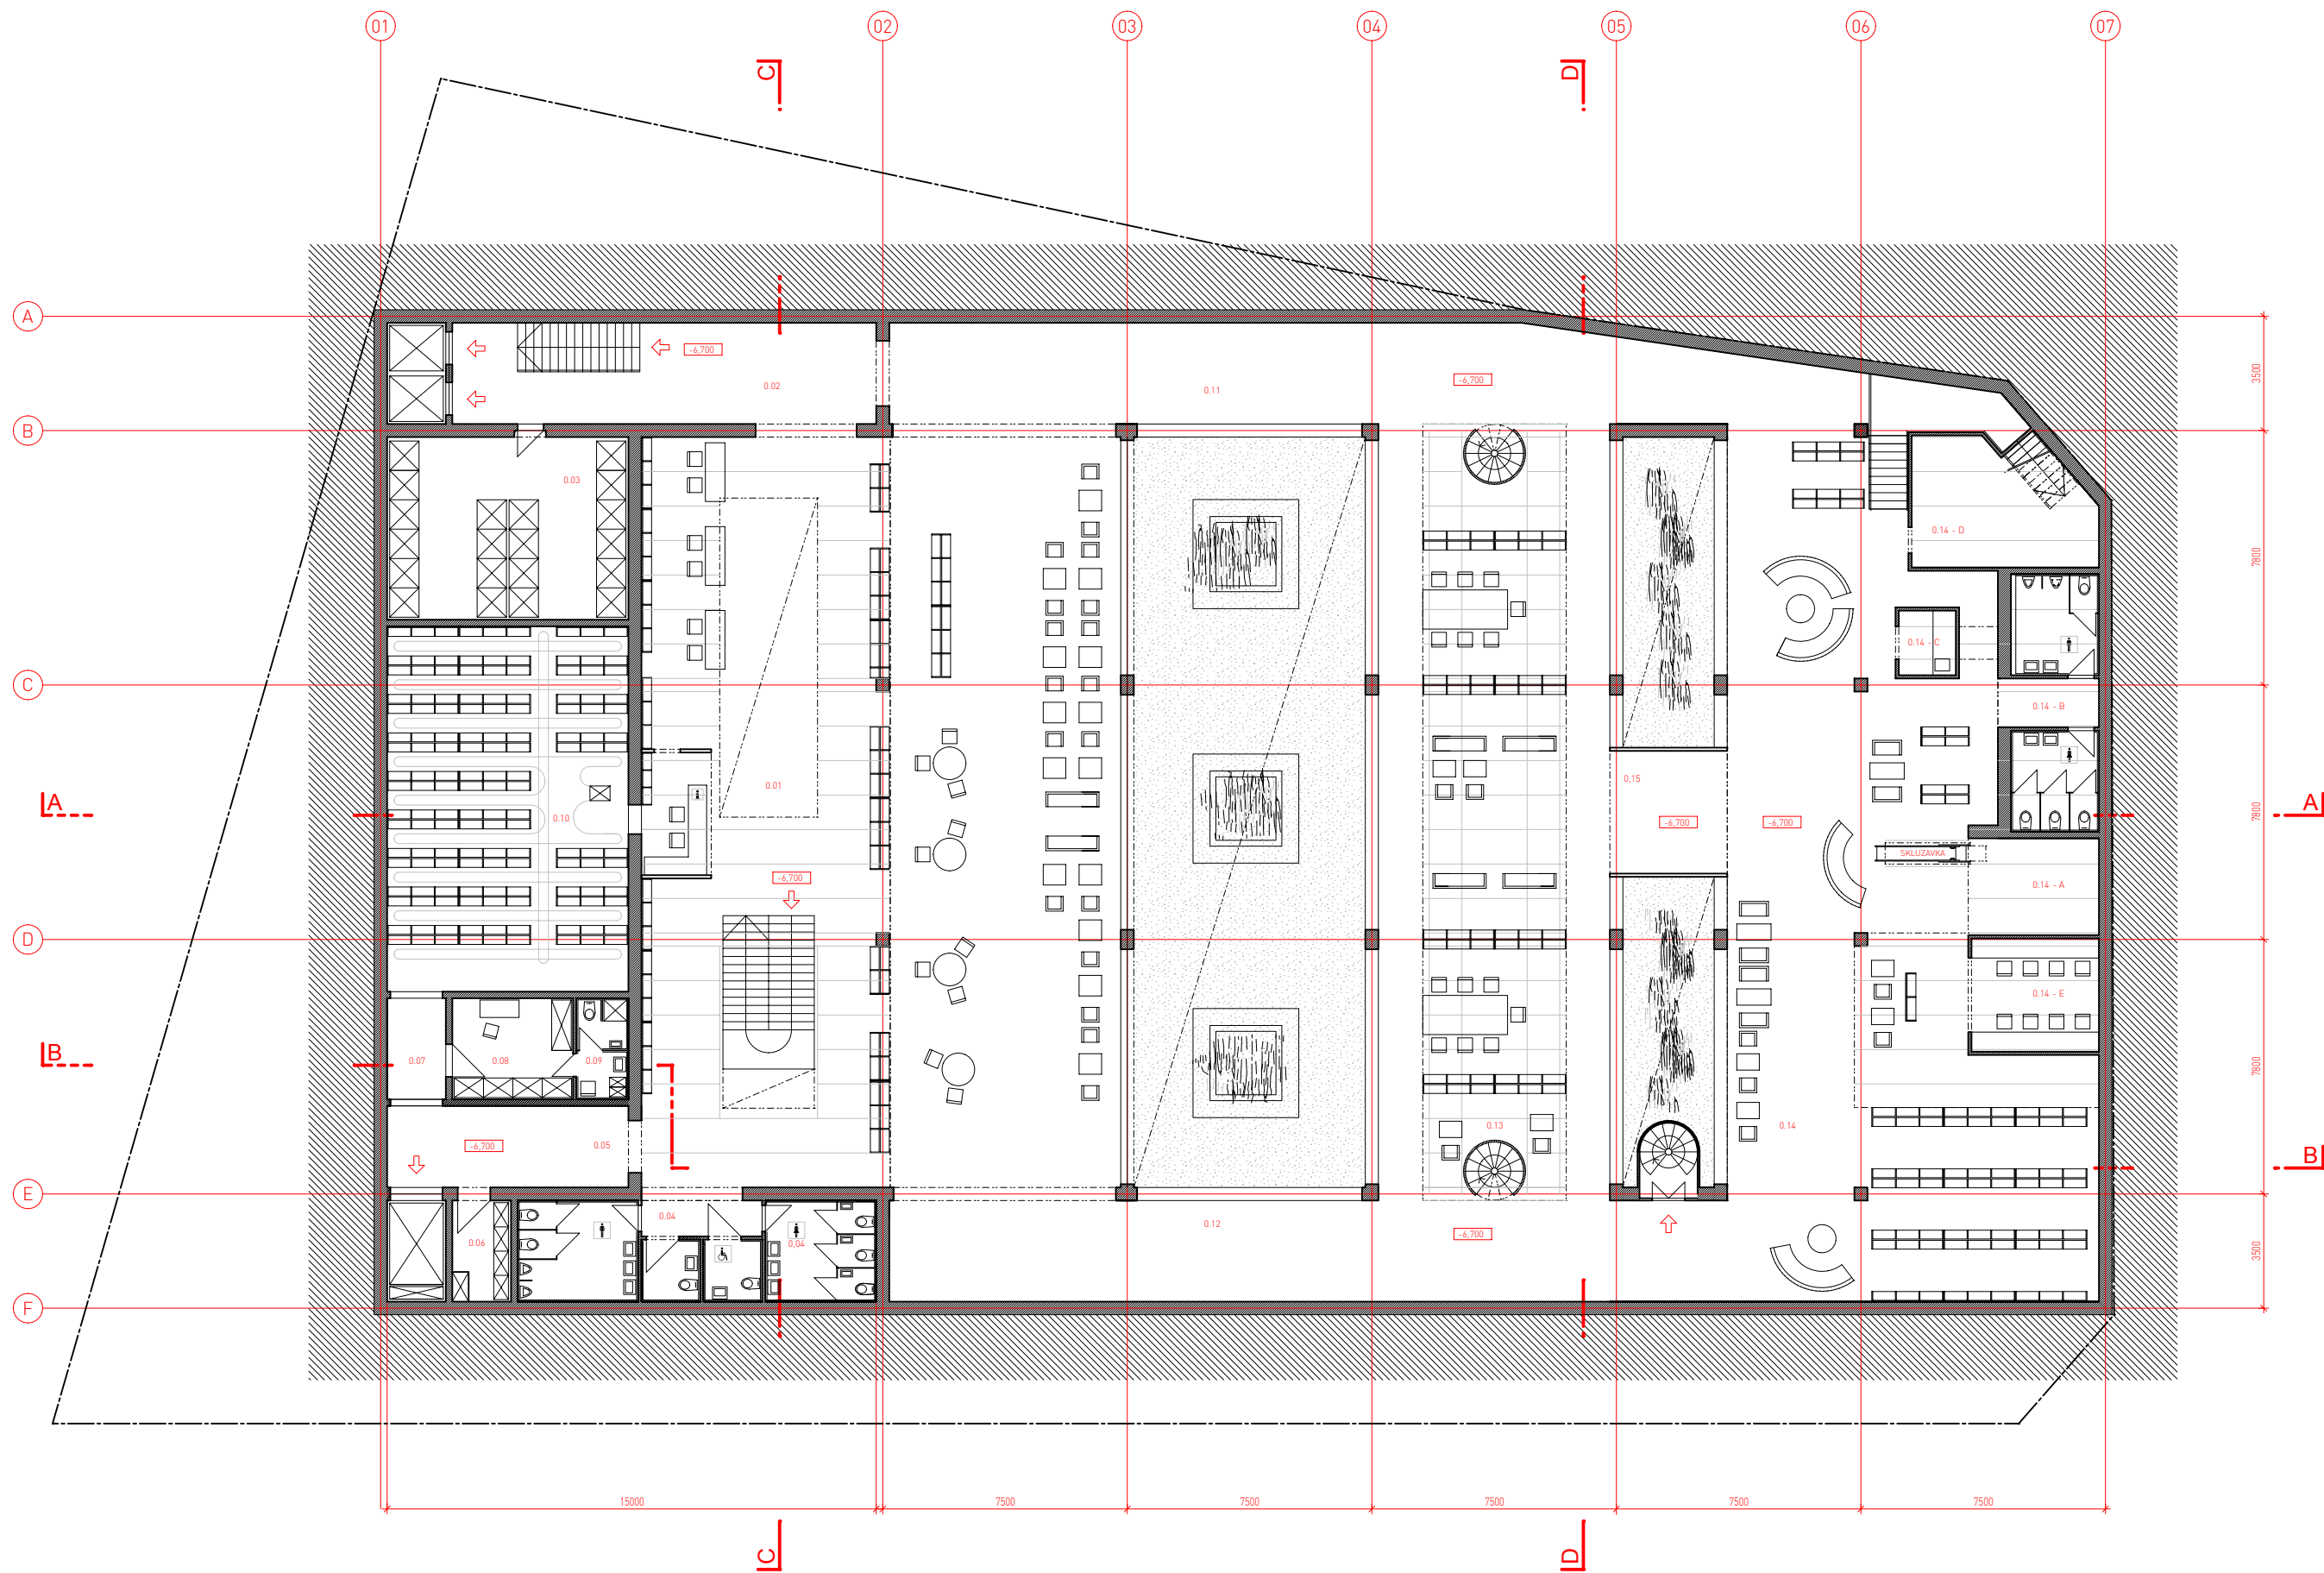 01 02 03 04 05 06 07
C D
A
-6,700
0.02
0.11
-6,700
3500
B
0.03
0.14 - D
7800
0.14 - C
C
0.14 - B
0.01
0,15
A A
0.10
-6,700
-6,700
7800
SKLUZAVKA
-6,700
0.14 - A
D
0.14 - E
B
0.07
0.08
0.09
7800
0.13
0.14
-6,700
0.05
B
E
0.04
0.12
0.06
0,04
-6,700
3500
F
15000 7500 7500 7500 7500 7500
C D